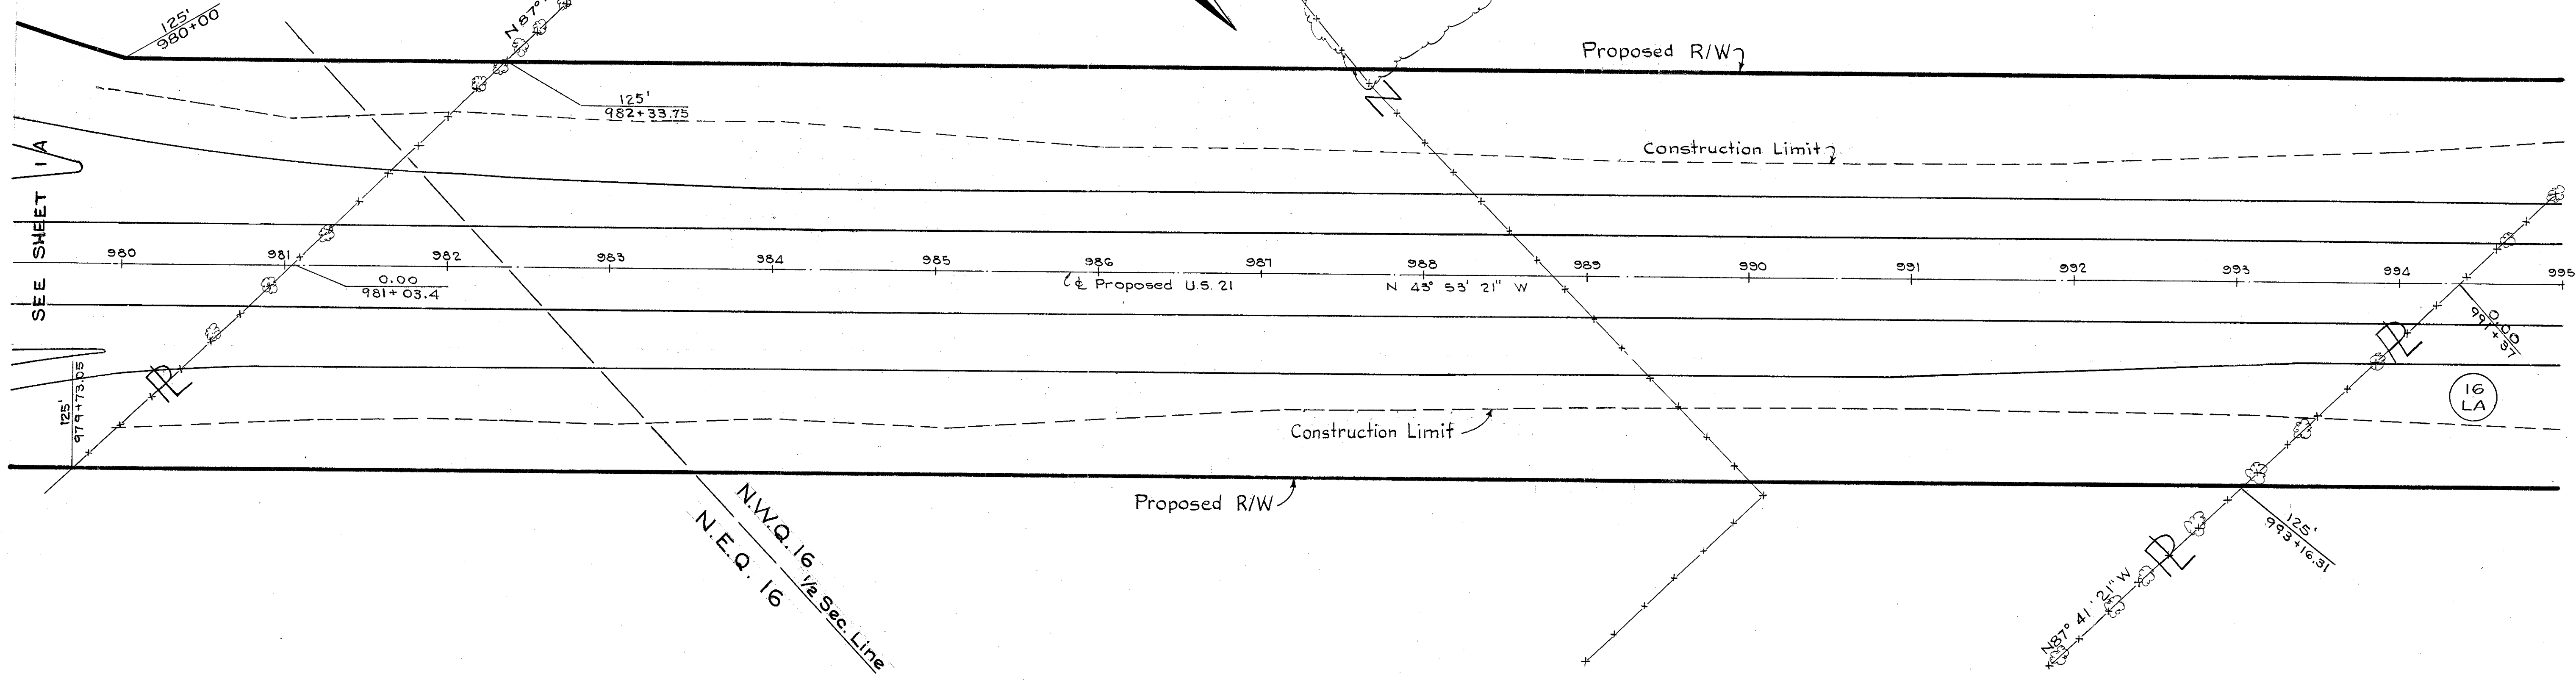 125'
980+00
N 87°
Proposed R/W
125'
982+33.75
Construction Limit
SEE SHEET 1A
980 981 982 983 984 985 986 987 988 989 990 991 992 993 994 995
0.00
981+03.4
℄ Proposed U.S. 21
N 43° 53' 21" W
0.00
991+37
PL
PL
125'
979+73.05
16
LA
Construction Limit
Proposed R/W
N.W.Q. 16
N.E.Q. 16
1/2 Sec. Line
125'
993+16.31
PL
N87° 41' 21" W